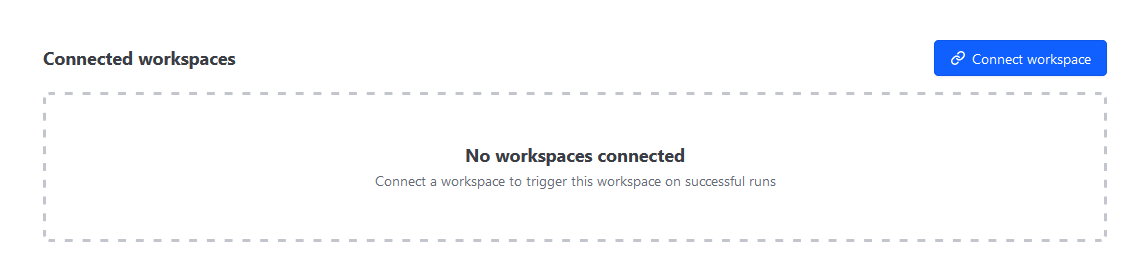 Connected workspaces
Connect workspace
No workspaces connected
Connect a workspace to trigger this workspace on successful runs